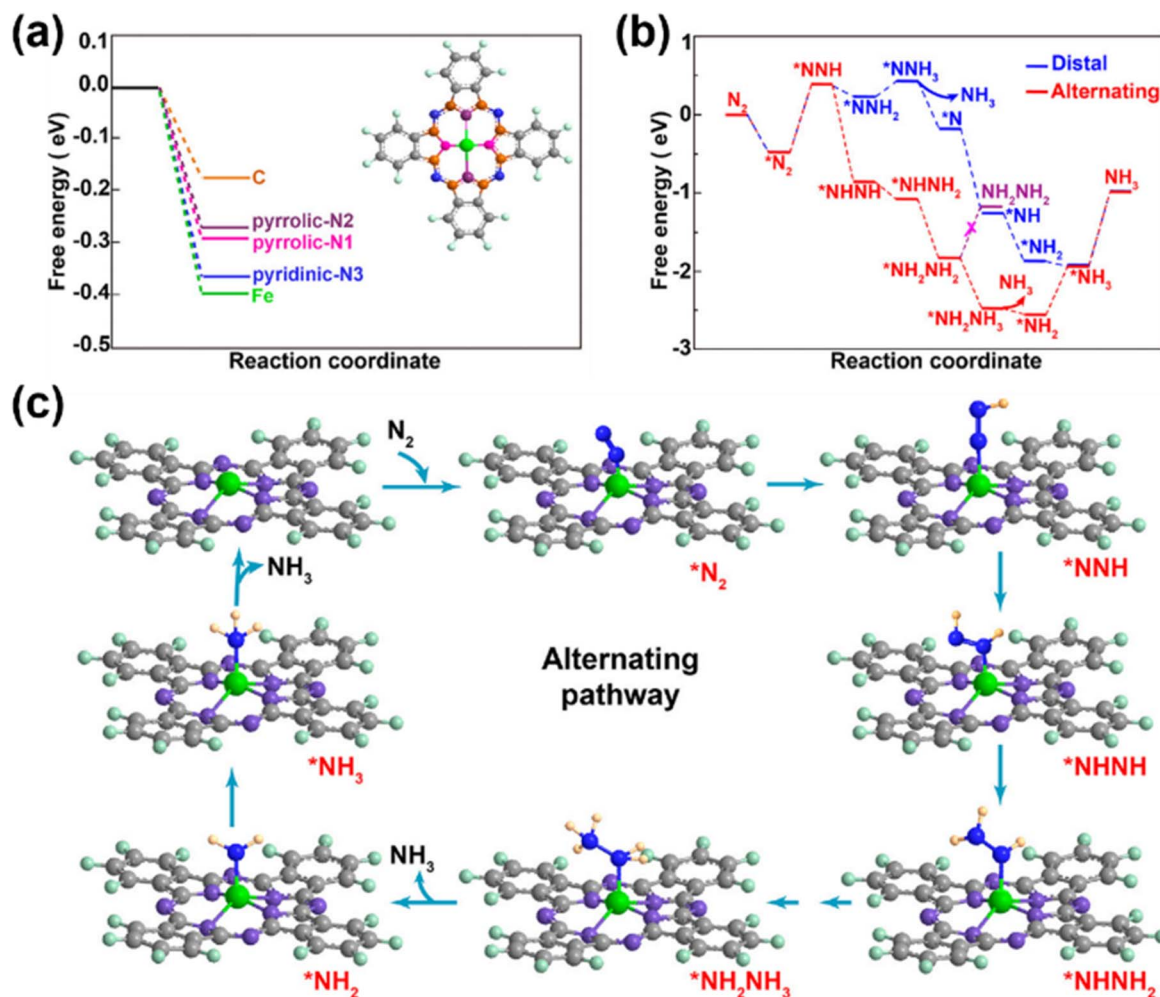 (a)
Free energy ( eV)
0.1
0.0
-0.1
-0.2
-0.3
-0.4
-0.5
C
pyrrolic-N2
pyrrolic-N1
pyridinic-N3
Fe
Reaction coordinate
(b)
Free energy ( eV)
1
0
-1
-2
-3
Distal
Alternating
N₂
*N₂
*NNH
*NNH₂
*NNH₃
NH₃
*N
*NHNH
*NHNH₂
NH₂NH₂
*NH
X
*NH₂NH₂
*NH₂
NH₃
*NH₂NH₃
NH₃
*NH₂
*NH₃
Reaction coordinate
(c)
N₂
*N₂
*NNH
NH₃
Alternating
pathway
*NH₃
*NHNH
NH₃
*NH₂
*NH₂NH₃
*NHNH₂